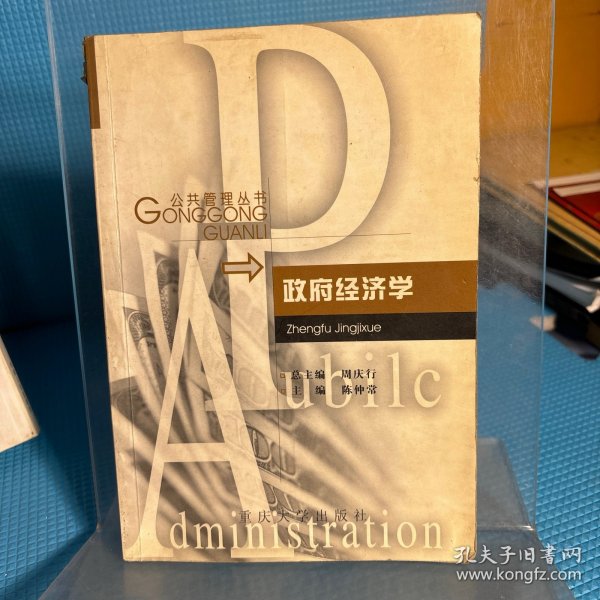 公共管理丛书
GONGGONG
GUANLI
政府经济学
Zhengfu Jingjixue
总主编 周庆行
主 编 陈仲常
Pubilc
Administration
重庆大学出版社
孔夫子旧书网
www.kongfz.com